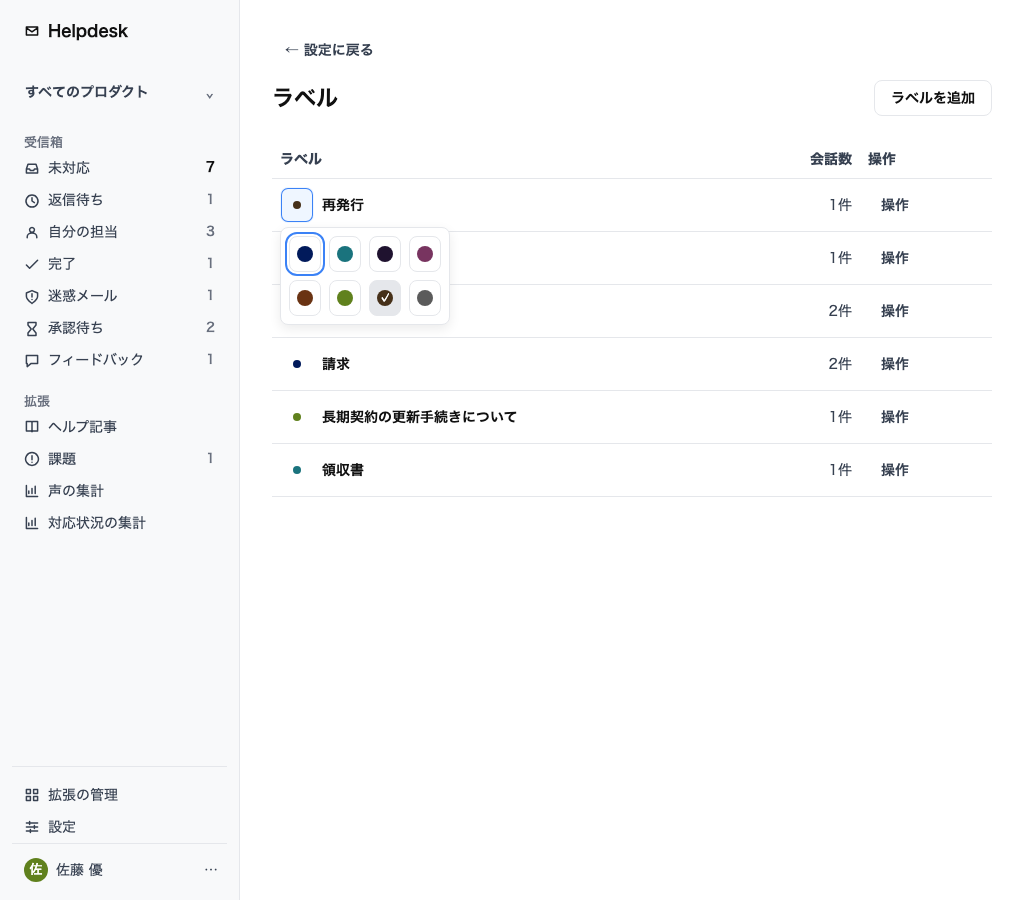 Helpdesk
すべてのプロダクト
受信箱
未対応 7
返信待ち 1
自分の担当 3
完了 1
迷惑メール 1
承認待ち 2
フィードバック 1
拡張
ヘルプ記事
課題 1
声の集計
対応状況の集計
拡張の管理
設定
佐 佐藤 優 …
← 設定に戻る
ラベル
ラベルを追加
ラベル 会話数 操作
再発行 1件 操作
1件 操作
2件 操作
請求 2件 操作
長期契約の更新手続きについて 1件 操作
領収書 1件 操作